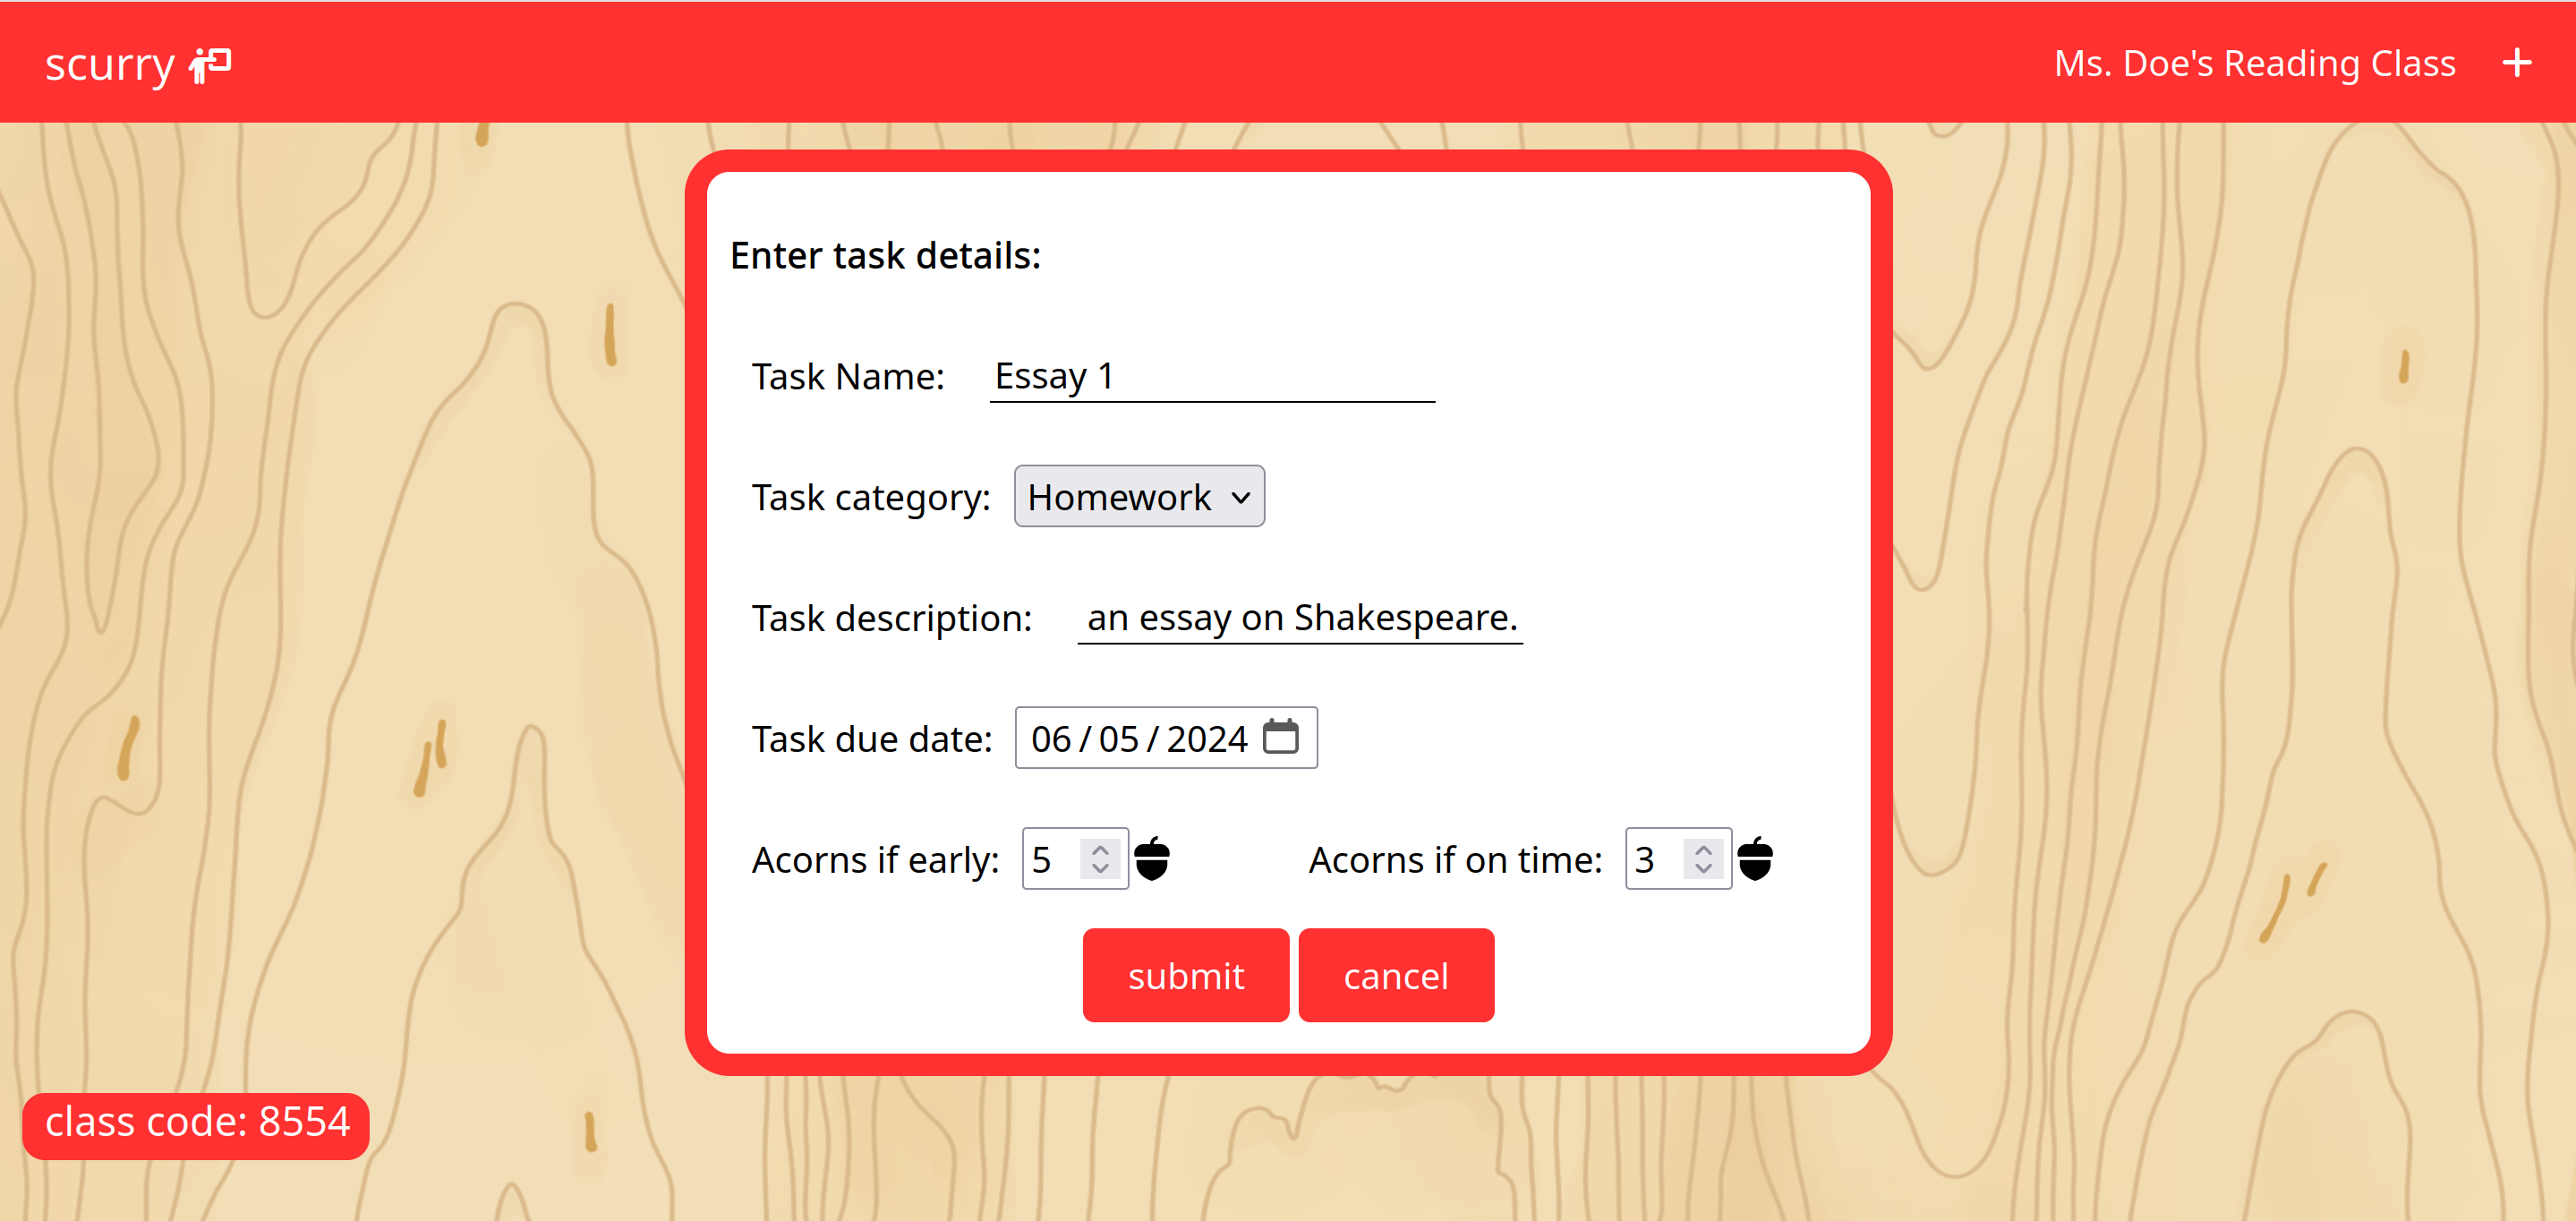 scurry
Ms. Doe's Reading Class +
Enter task details:
Task Name: Essay 1
Task category: Homework
Task description: an essay on Shakespeare.
Task due date: 06/05/2024
Acorns if early: 5 Acorns if on time: 3
submit cancel
class code: 8554